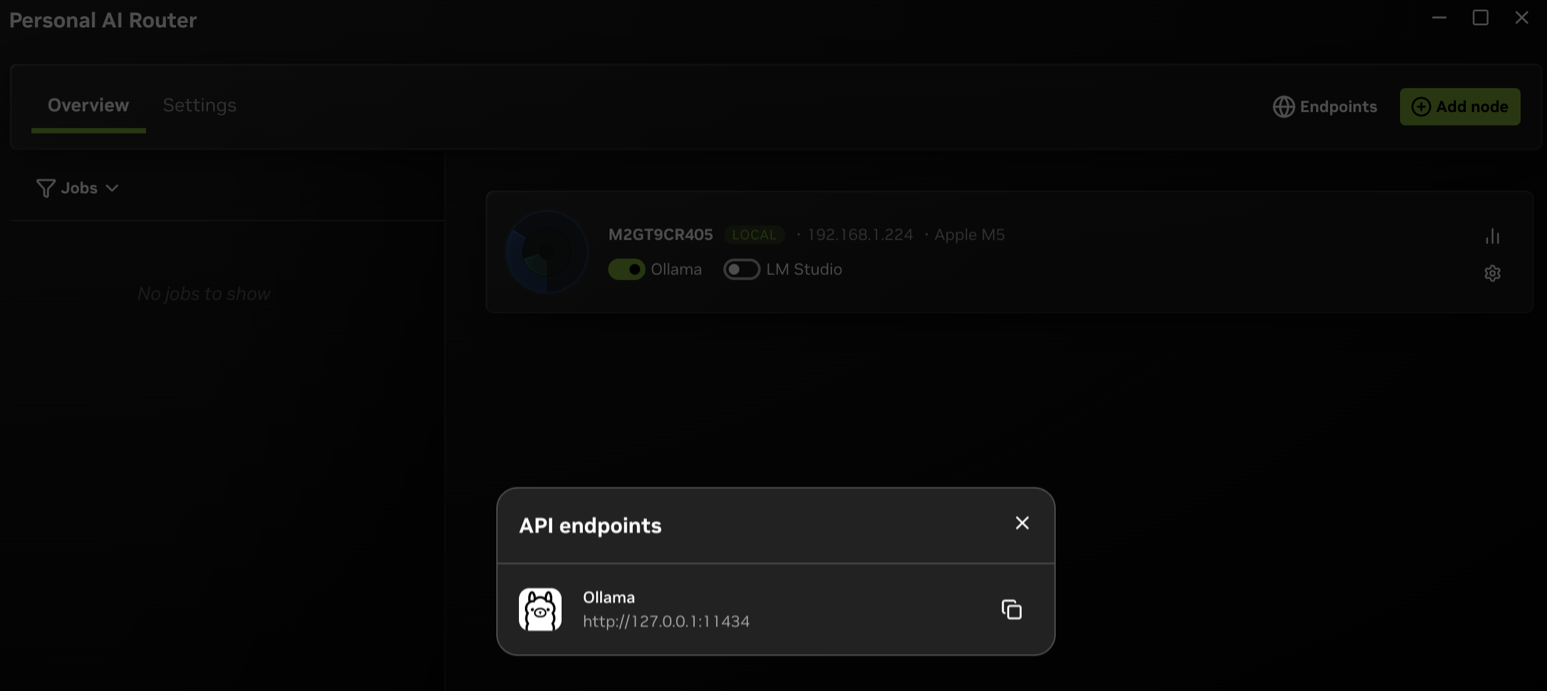 Personal AI Router
Overview Settings
Endpoints Add node
Jobs
No jobs to show
M2GT9CR405 LOCAL · 192.168.1.224 · Apple M5
Ollama LM Studio
API endpoints
Ollama
http://127.0.0.1:11434